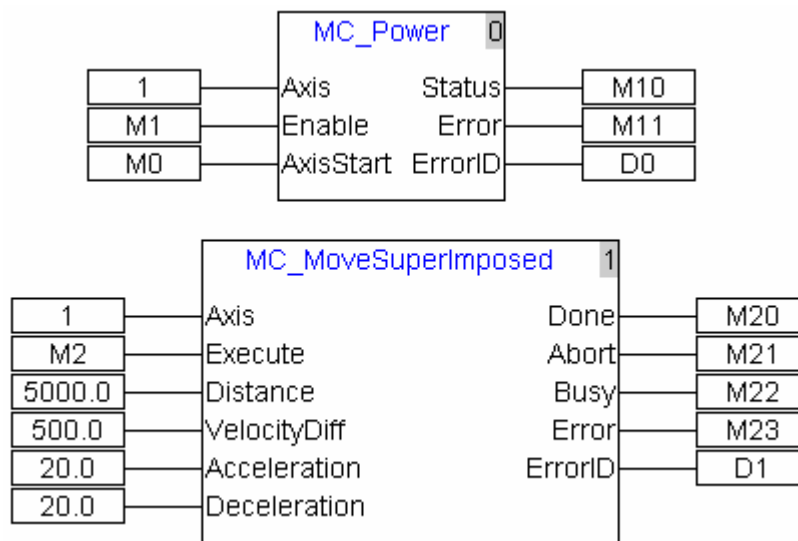 MC_Power 0
1 Axis Status M10
M1 Enable Error M11
M0 AxisStart ErrorID D0
MC_MoveSuperImposed 1
1 Axis Done M20
M2 Execute Abort M21
5000.0 Distance Busy M22
500.0 VelocityDiff Error M23
20.0 Acceleration ErrorID D1
20.0 Deceleration